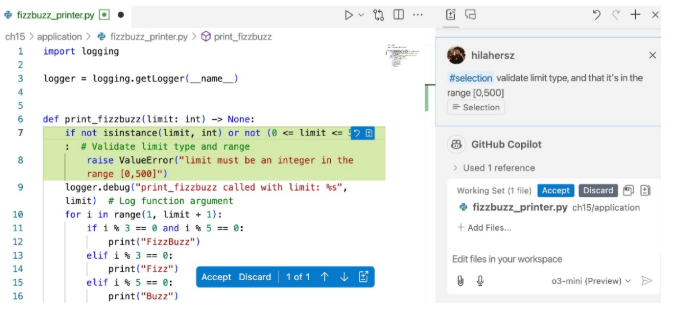 fizzbuzz_printer.py
ch15 > application > fizzbuzz_printer.py > print_fizzbuzz
1 import logging
2
3 logger = logging.getLogger(__name__)
4
5
6 def print_fizzbuzz(limit: int) -> None:
7 if not isinstance(limit, int) or not (0 <= limit <=
: # Validate limit type and range
8 raise ValueError("limit must be an integer in the
range [0,500]")
9 logger.debug("print_fizzbuzz called with limit: %s",
limit) # Log function argument
10 for i in range(1, limit + 1):
11 if i % 3 == 0 and i % 5 == 0:
12 print("FizzBuzz")
13 elif i % 3 == 0:
14 print("Fizz")
15 elif i % 5 == 0:
16 print("Buzz")
Accept Discard 1 of 1
hilahersz
#selection validate limit type, and that it's in the
range [0,500]
Selection
GitHub Copilot
> Used 1 reference
Working Set (1 file) Accept Discard
fizzbuzz_printer.py ch15/application
+ Add Files...
Edit files in your workspace
o3-mini (Preview)